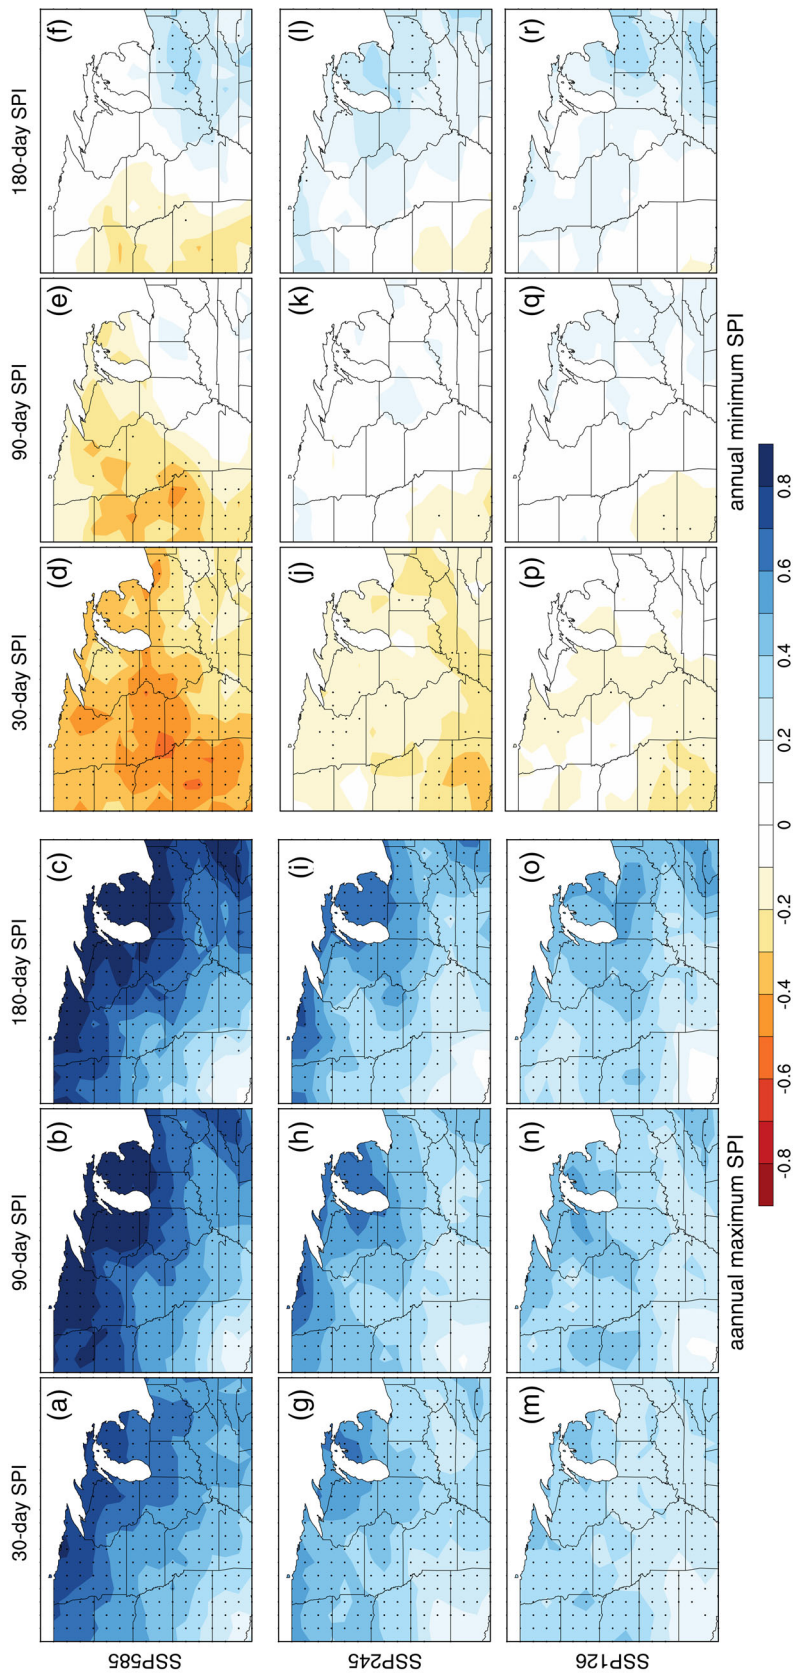 30-day SPI 90-day SPI 180-day SPI 30-day SPI 90-day SPI 180-day SPI
SSP585 (a) (b) (c) (d) (e) (f)
SSP245 (g) (h) (i) (j) (k) (l)
SSP126 (m) (n) (o) (p) (q) (r)
aannual maximum SPI annual minimum SPI
-0.8 -0.6 -0.4 -0.2 0 0.2 0.4 0.6 0.8